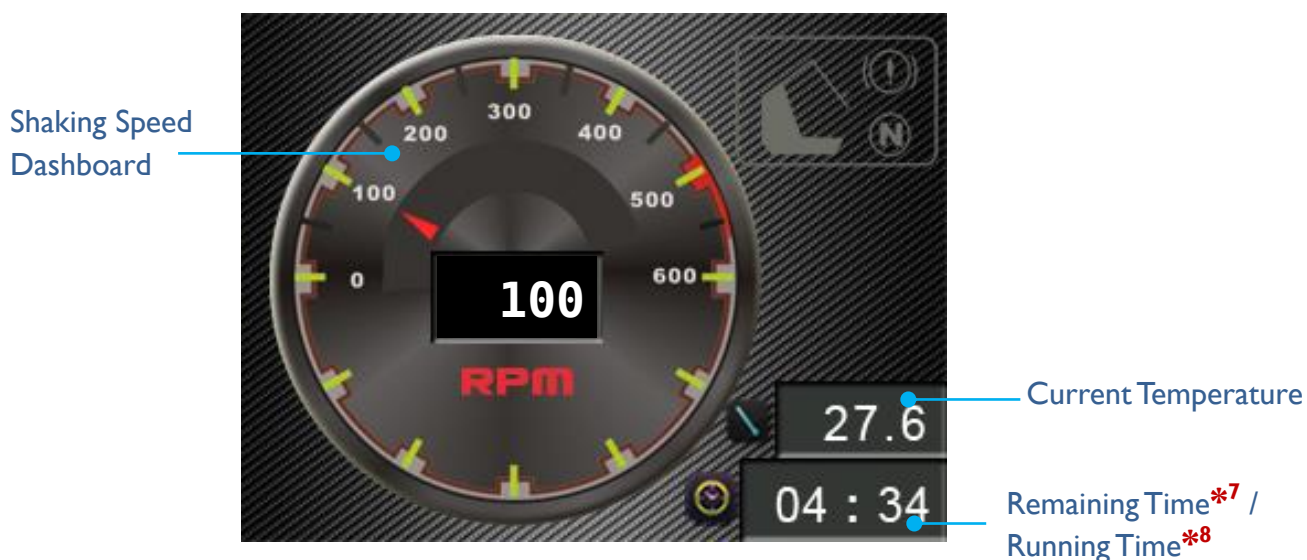 Shaking Speed
Dashboard
0
100
200
300
400
500
600
100
RPM
N
27.6
Current Temperature
04 : 34
Remaining Time*7 /
Running Time*8